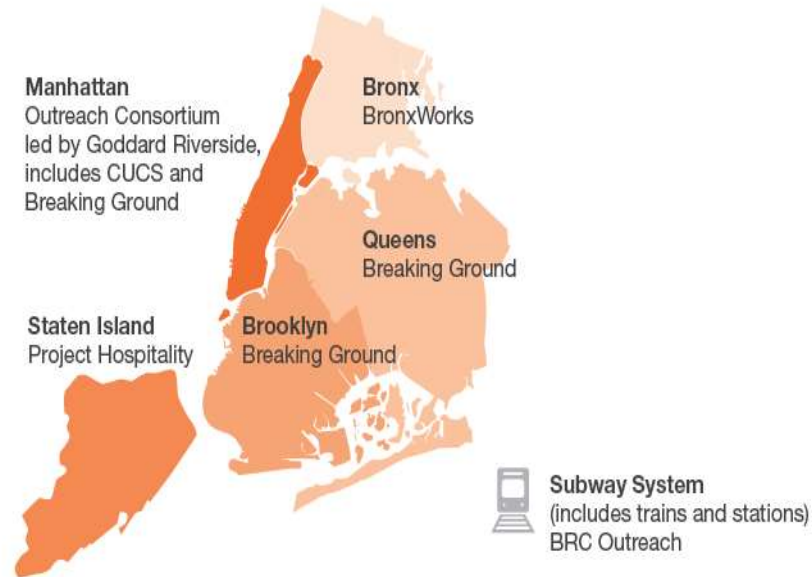 Manhattan
Outreach Consortium
led by Goddard Riverside,
includes CUCS and
Breaking Ground
Bronx
BronxWorks
Queens
Breaking Ground
Staten Island
Project Hospitality
Brooklyn
Breaking Ground
Subway System
(includes trains and stations)
BRC Outreach